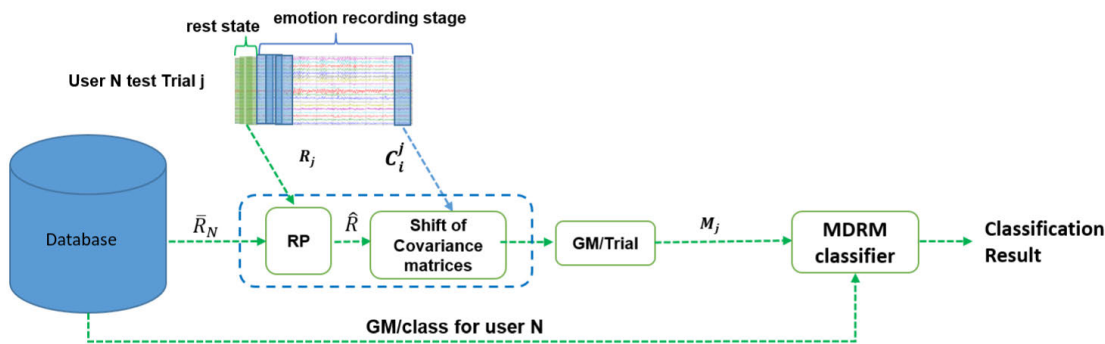 rest state
emotion recording stage
User N test Trial j
R_j
C_i^j
Database
R̄_N
RP
R̂
Shift of
Covariance
matrices
GM/Trial
M_j
MDRM
classifier
Classification
Result
GM/class for user N